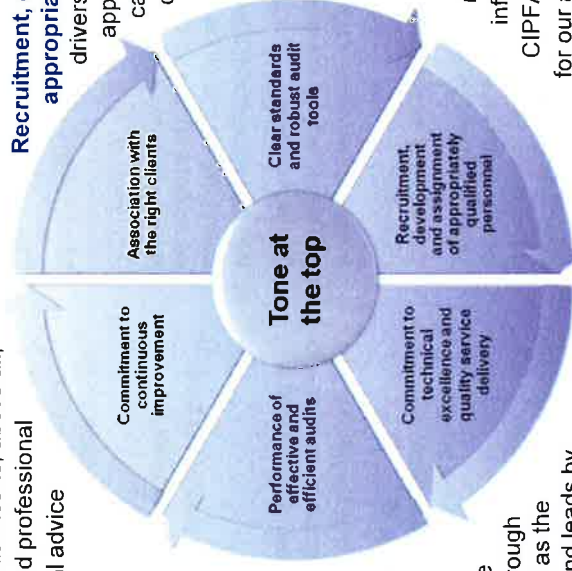 d professional
l advice
Recruitment,
appropria
drivers
app
ca
Commitment to
continuous
improvement
Association with
the right clients
Clear standards
and robust audit
tools
Recruitment,
development
and assignment
of appropriately
qualified
personnel
Commitment to
technical
excellence and
quality service
delivery
Performance of
effective and
efficient audits
Tone at
the top
rough
as the
nd leads by
inf
CIPFA
for our a